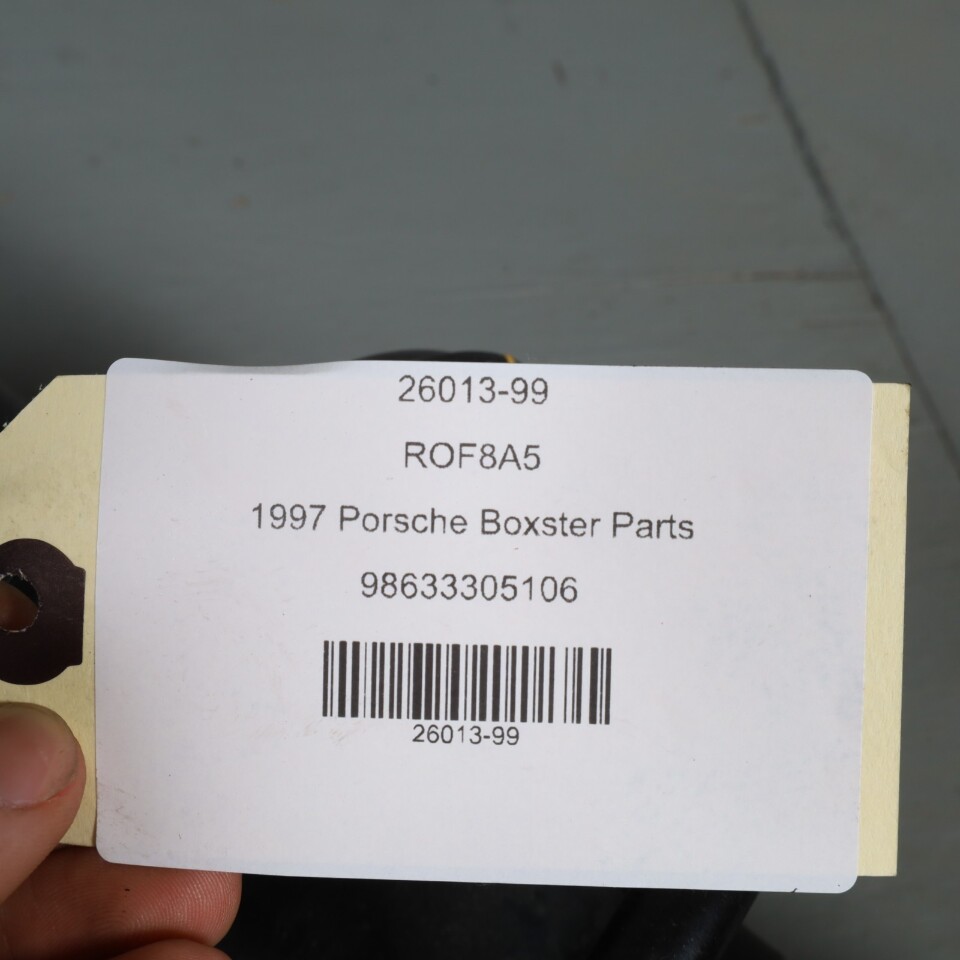 26013-99
ROF8A5
1997 Porsche Boxster Parts
98633305106
26013-99